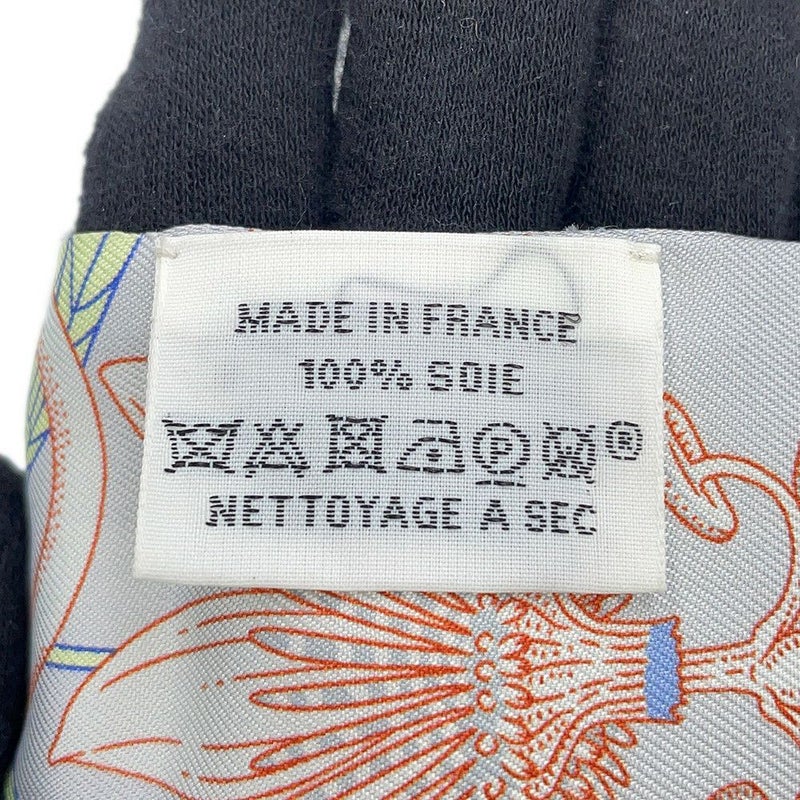 MADE IN FRANCE
100% SOIE
P ®
NETTOYAGE A SEC